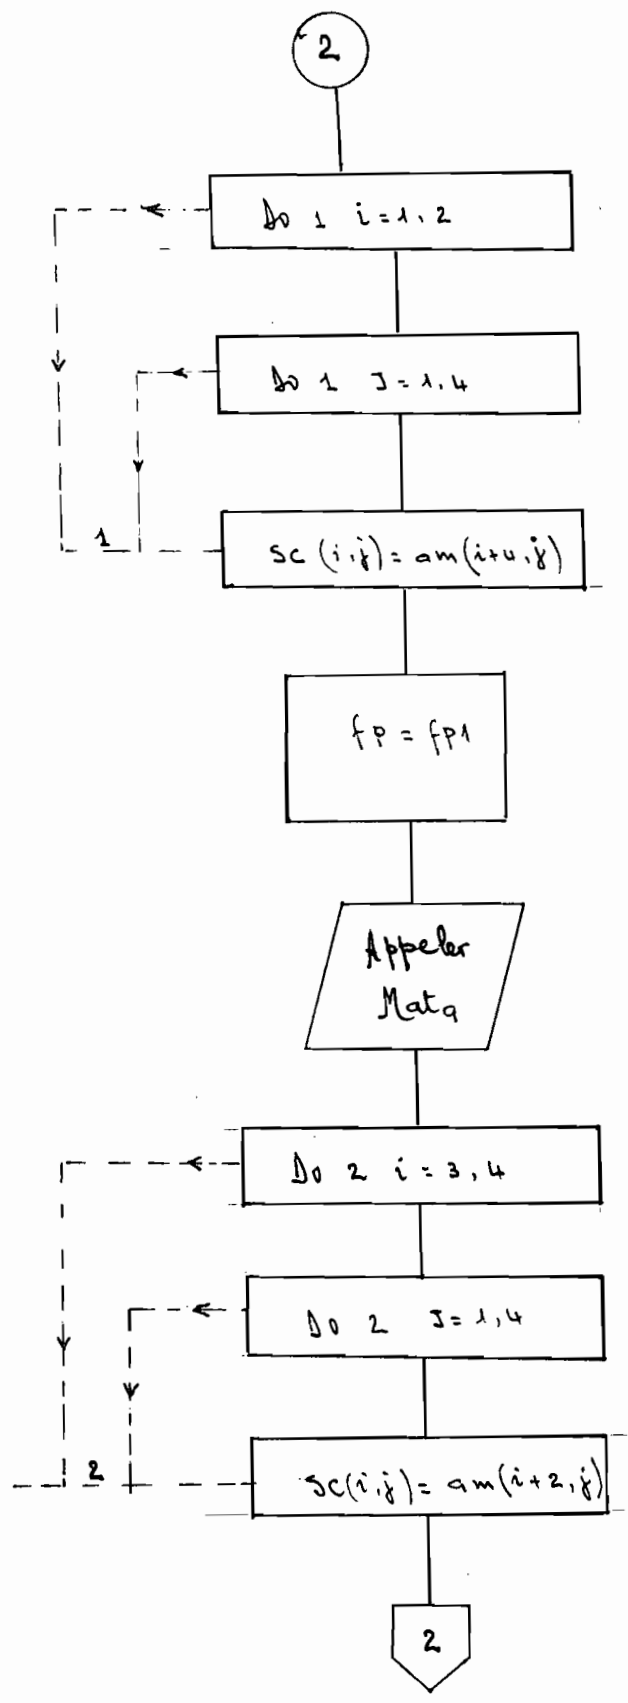 2
Do 1 i = 1, 2
Do 1 J = 1, 4
1
SC (i,j) = am(i+4,j)
fp = fp1
Appeler
Mata
Do 2 i = 3, 4
Do 2 J = 1, 4
2
SC(i,j) = am(i+2,j)
2